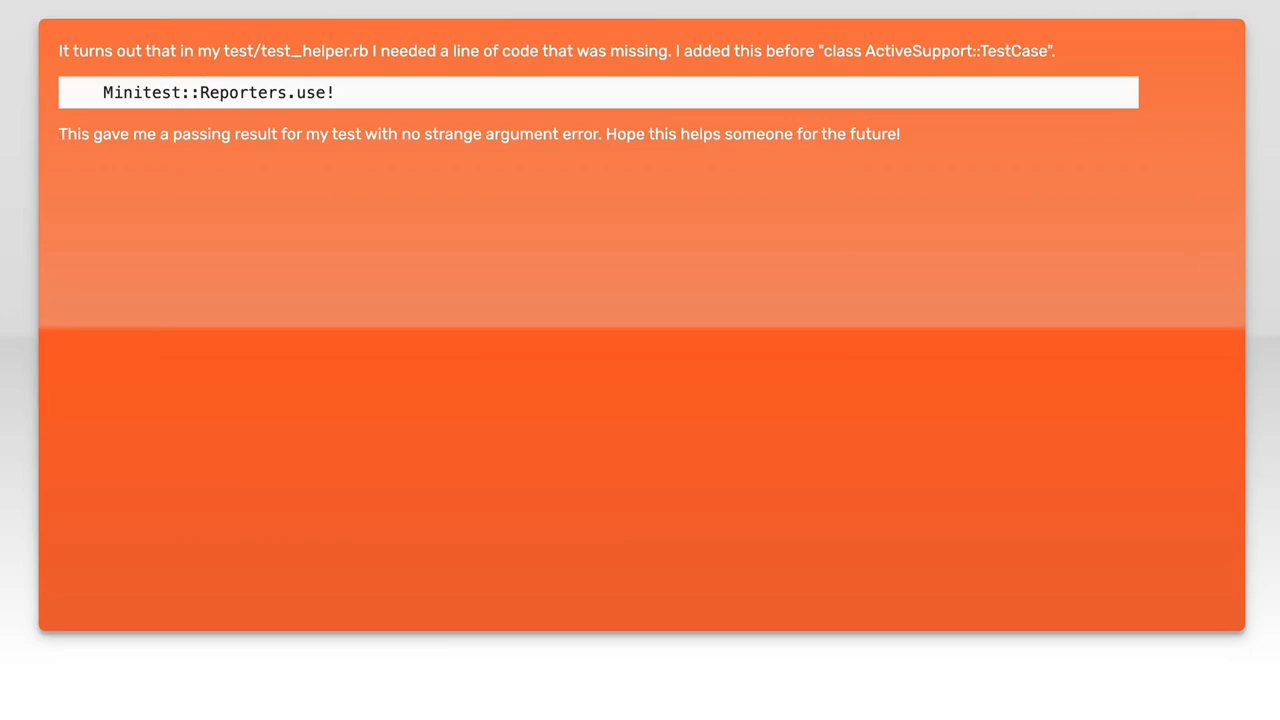 It turns out that in my test/test_helper.rb I needed a line of code that was missing. I added this before "class ActiveSupport::TestCase".
Minitest::Reporters.use!
This gave me a passing result for my test with no strange argument error. Hope this helps someone for the future!